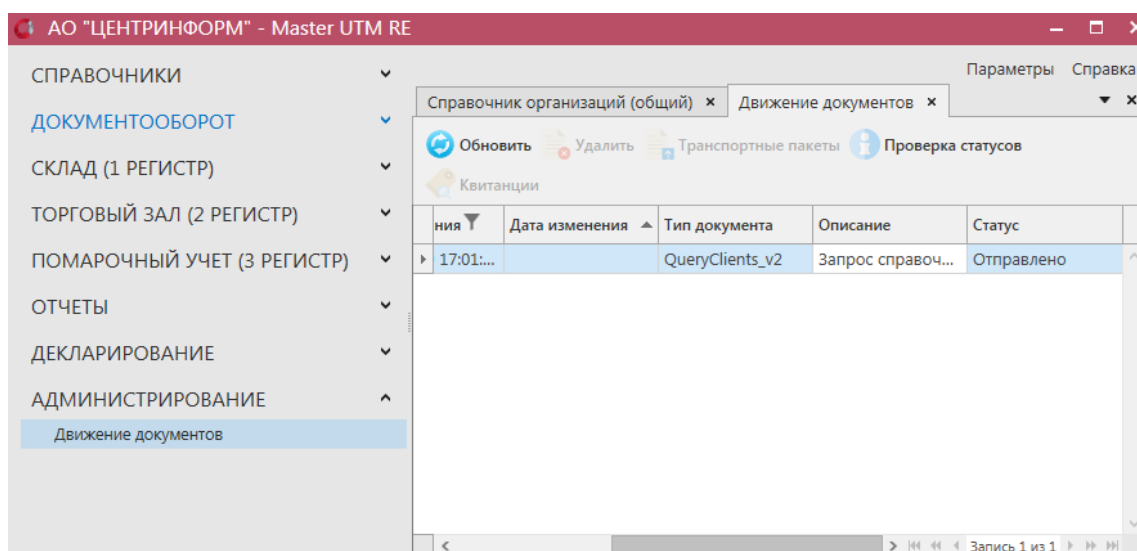 АО "ЦЕНТРИНФОРМ" - Master UTM RE
СПРАВОЧНИКИ
ДОКУМЕНТООБОРОТ
СКЛАД (1 РЕГИСТР)
ТОРГОВЫЙ ЗАЛ (2 РЕГИСТР)
ПОМАРОЧНЫЙ УЧЕТ (3 РЕГИСТР)
ОТЧЕТЫ
ДЕКЛАРИРОВАНИЕ
АДМИНИСТРИРОВАНИЕ
Движение документов
Параметры Справка
Справочник организаций (общий) Движение документов
Обновить Удалить Транспортные пакеты Проверка статусов
Квитанции
ния Дата изменения Тип документа Описание Статус
17:01:... QueryClients_v2 Запрос справоч... Отправлено
Запись 1 из 1